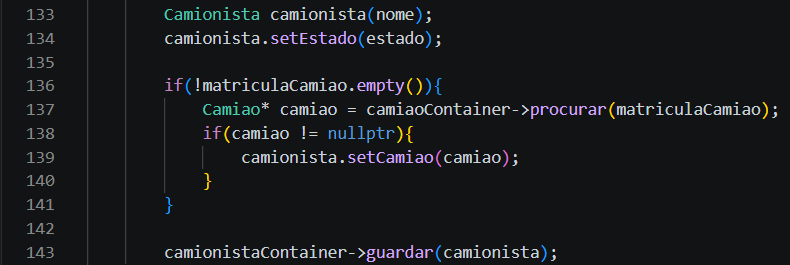 133 Camionista camionista(nome);
134 camionista.setEstado(estado);
135
136 if(!matriculaCamiao.empty()){
137 Camiao* camiao = camiaoContainer->procurar(matriculaCamiao);
138 if(camiao != nullptr){
139 camionista.setCamiao(camiao);
140 }
141 }
142
143 camionistaContainer->guardar(camionista);